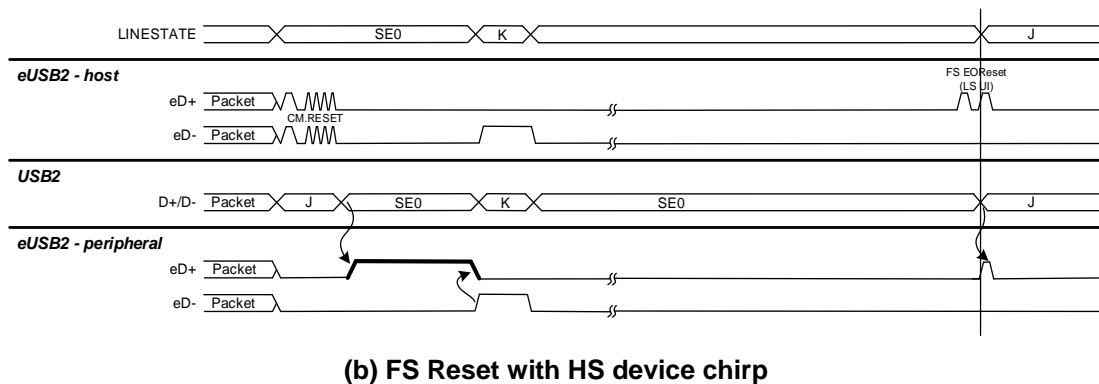 LINESTATE SE0 K J
eUSB2 - host
FS EOReset
(LS UI)
eD+ Packet
CM.RESET
eD- Packet
USB2
D+/D- Packet J SE0 K SE0 J
eUSB2 - peripheral
eD+ Packet
eD- Packet
(b) FS Reset with HS device chirp